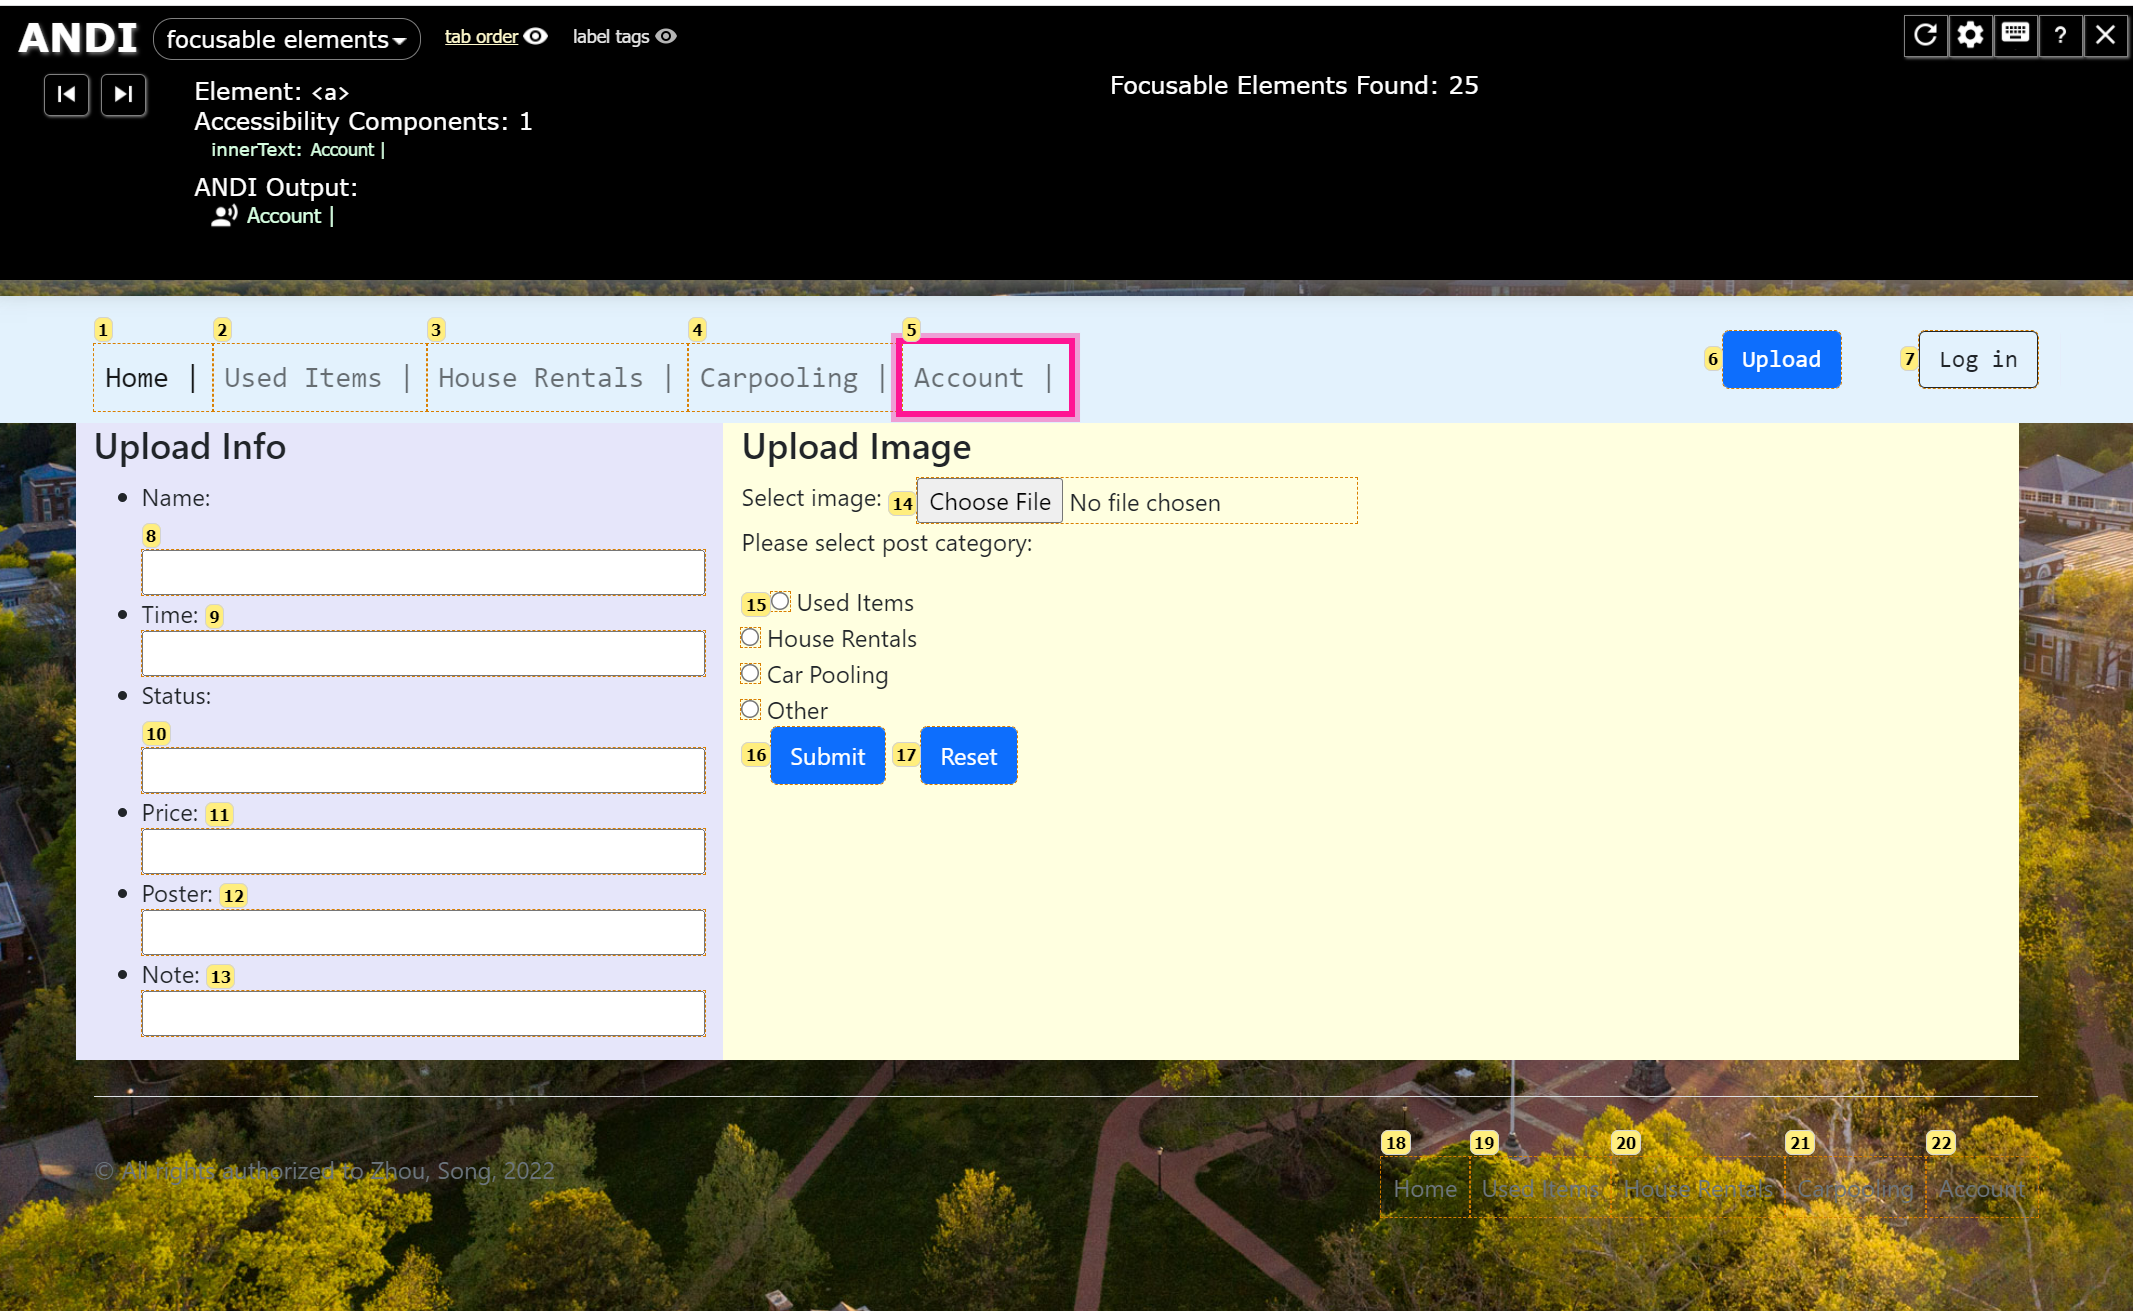 ANDI focusable elements tab order label tags ?
Element: <a>
Focusable Elements Found: 25
Accessibility Components: 1
innerText: Account |
ANDI Output:
Account |
1 2 3 4 5
Home | Used Items | House Rentals | Carpooling | Account |
6 Upload 7 Log in
Upload Info
Name:
8
Time: 9
Status:
10
Price: 11
Poster: 12
Note: 13
Upload Image
Select image: 14 Choose File No file chosen
Please select post category:
15 Used Items
House Rentals
Car Pooling
Other
16 Submit 17 Reset
18 19 20 21 22
© All rights authorized to Zhou, Song, 2022
Home Used Items House Rentals Carpooling Account